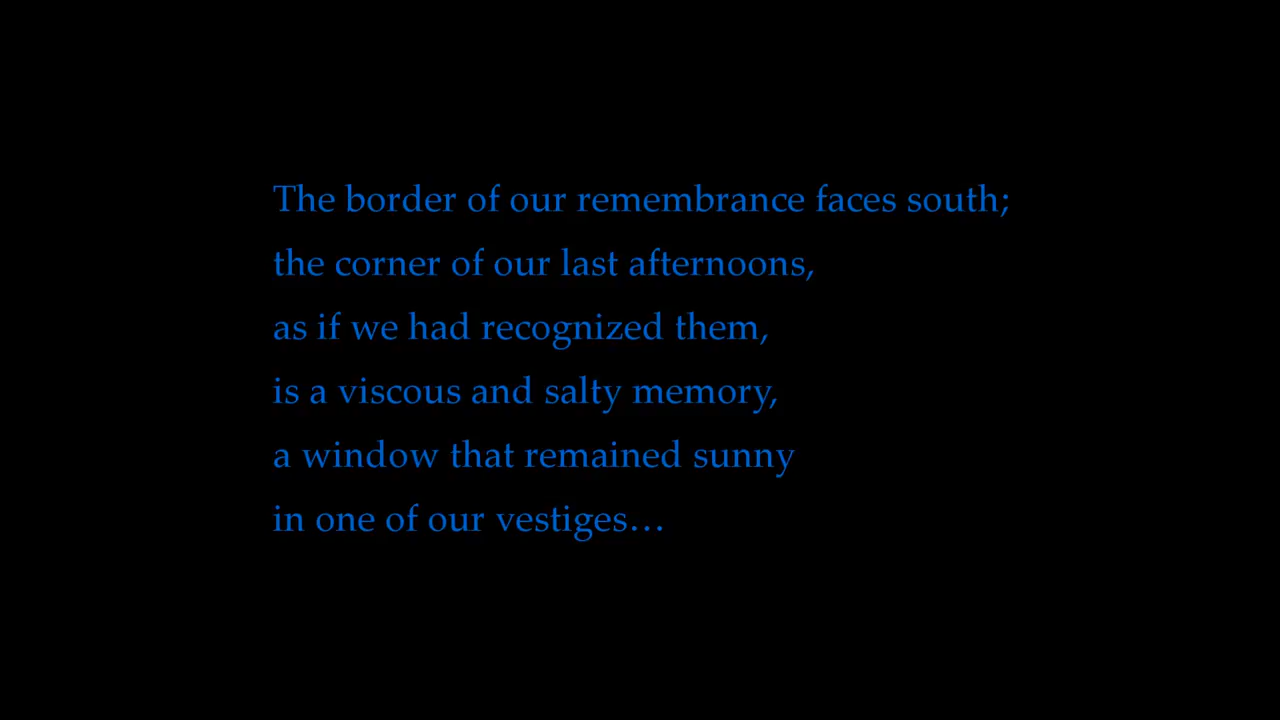 The border of our remembrance faces south;
the corner of our last afternoons,
as if we had recognized them,
is a viscous and salty memory,
a window that remained sunny
in one of our vestiges…